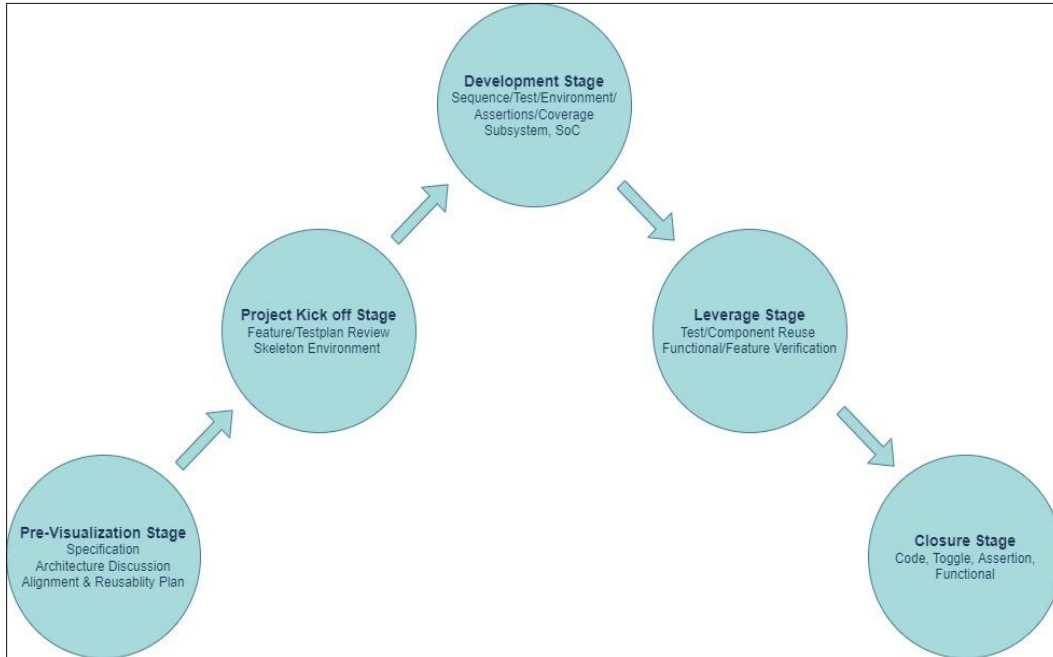 Pre-Visualization Stage
Specification
Architecture Discussion
Alignment & Reusablity Plan
Project Kick off Stage
Feature/Testplan Review
Skeleton Environment
Development Stage
Sequence/Test/Environment/
Assertions/Coverage
Subsystem, SoC
Leverage Stage
Test/Component Reuse
Functional/Feature Verification
Closure Stage
Code, Toggle, Assertion,
Functional